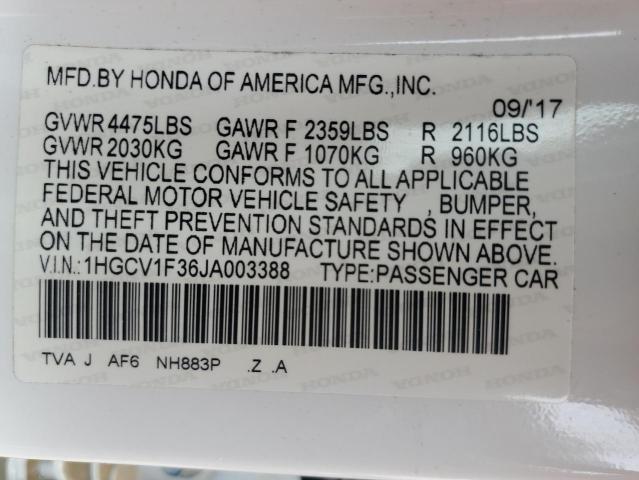 MFD.BY HONDA OF AMERICA MFG.,INC.
09/'17
GVWR 4475LBS GAWR F 2359LBS R 2116LBS
GVWR 2030KG GAWR F 1070KG R 960KG
THIS VEHICLE CONFORMS TO ALL APPLICABLE
FEDERAL MOTOR VEHICLE SAFETY , BUMPER,
AND THEFT PREVENTION STANDARDS IN EFFECT
ON THE DATE OF MANUFACTURE SHOWN ABOVE.
V.I.N.:1HGCV1F36JA003388 TYPE:PASSENGER CAR
TVA J AF6 NH883P .Z .A